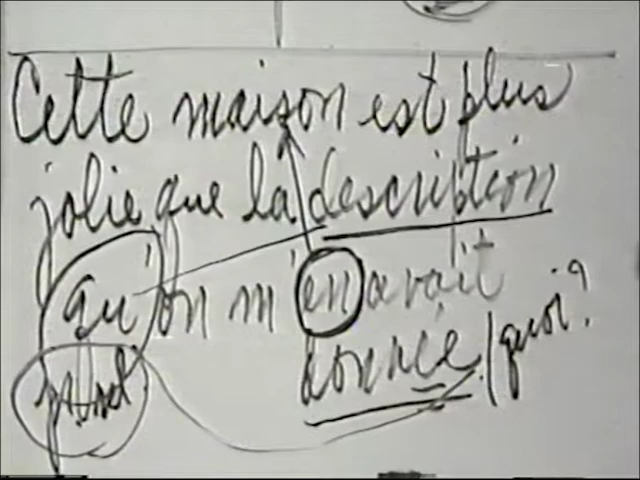 Cette maison est plus
jolie que la description
qu'on m'en avait
donnée / quoi?